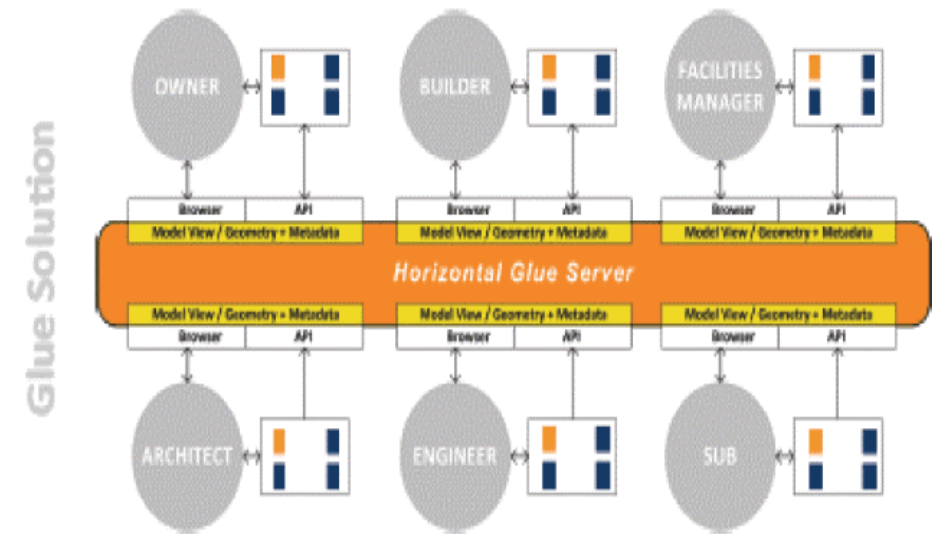 Glue Solution
OWNER
BUILDER
FACILITIES
MANAGER
Browser API
Browser API
Browser API
Model View / Geometry + Metadata
Model View / Geometry + Metadata
Model View / Geometry + Metadata
Horizontal Glue Server
Model View / Geometry + Metadata
Model View / Geometry + Metadata
Model View / Geometry + Metadata
Browser API
Browser API
Browser API
ARCHITECT
ENGINEER
SUB